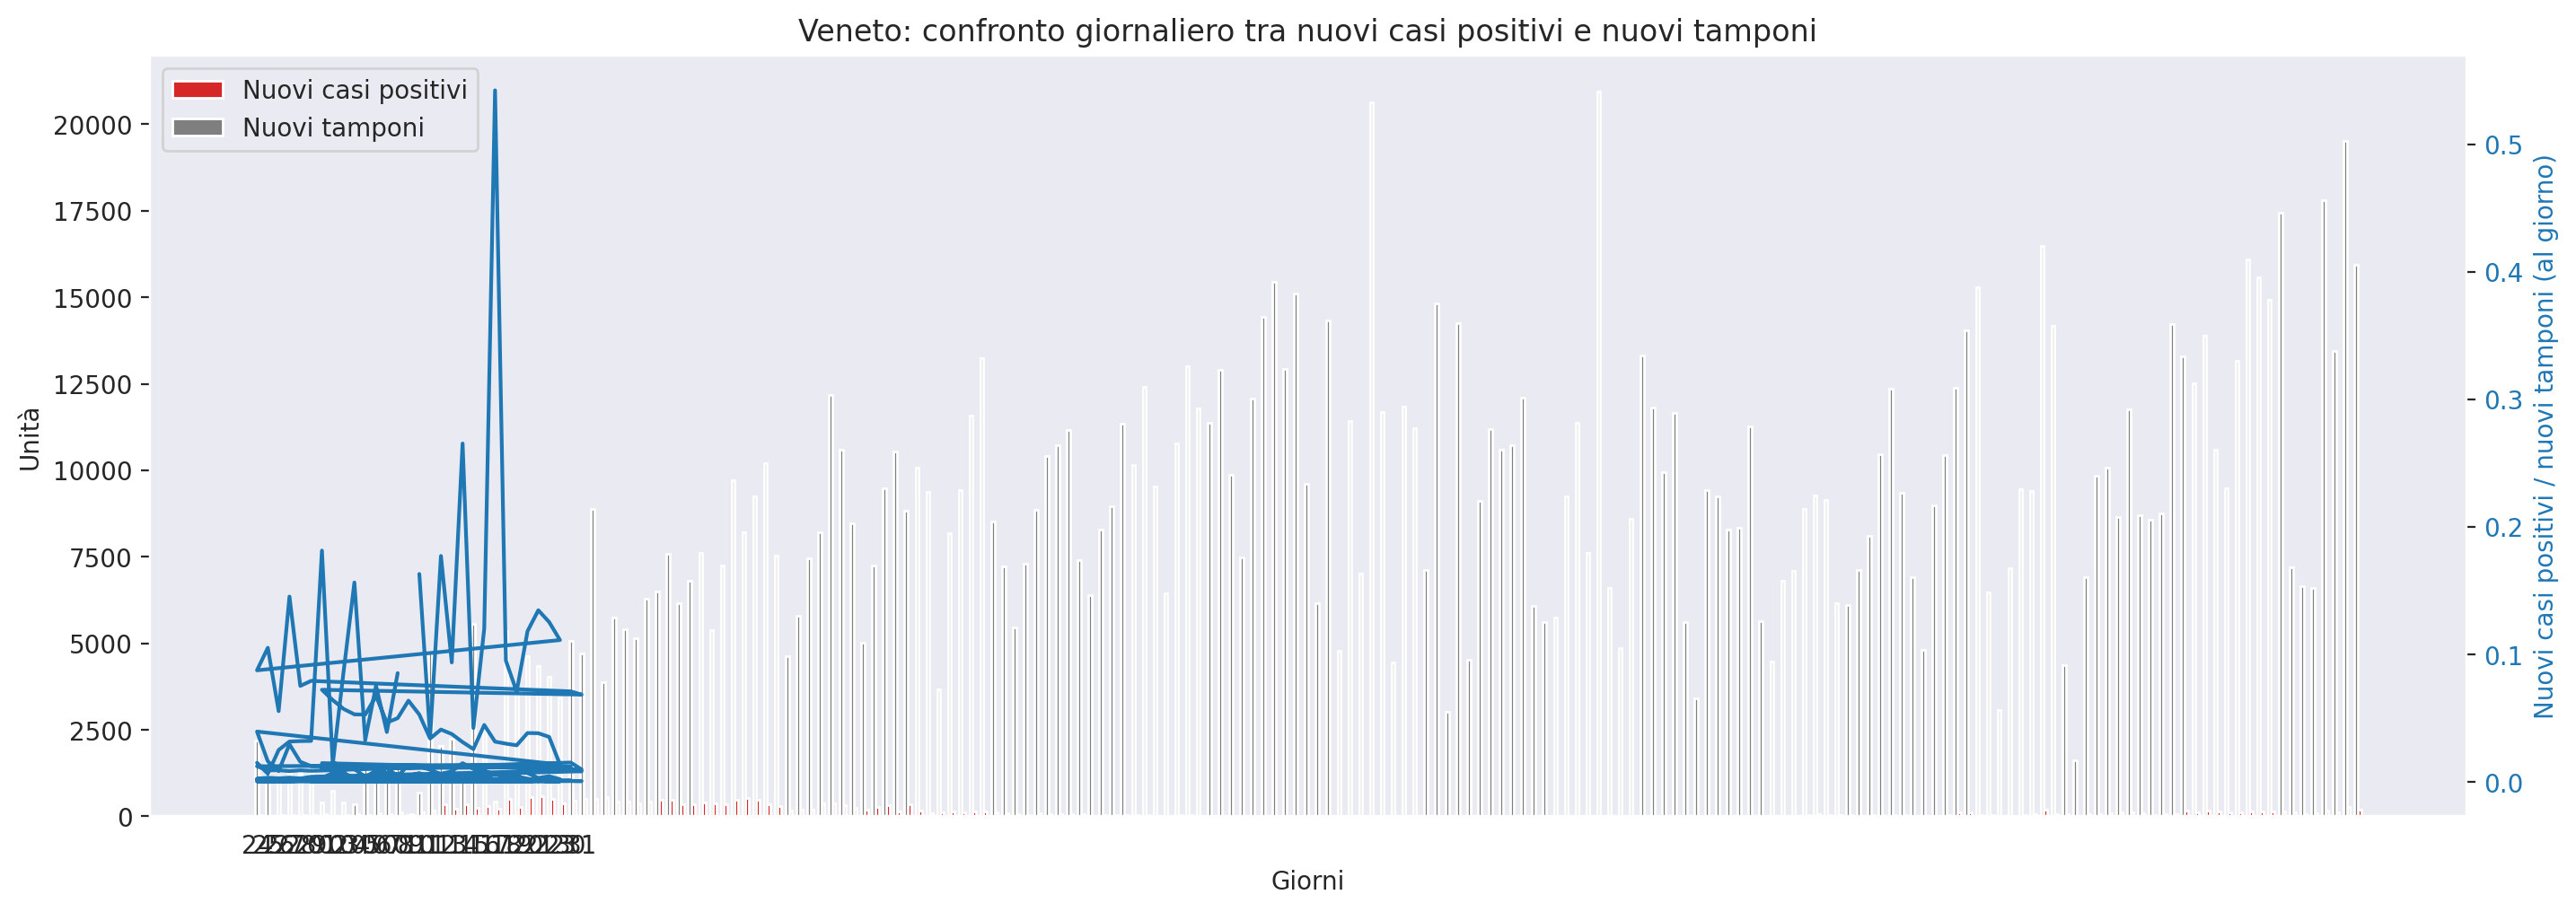 Veneto: confronto giornaliero tra nuovi casi positivi e nuovi tamponi
Nuovi casi positivi
Nuovi tamponi
20000
17500
15000
12500
10000
7500
5000
2500
0
Unità
0.5
0.4
0.3
0.2
0.1
0.0
Nuovi casi positivi / nuovi tamponi (al giorno)
Giorni